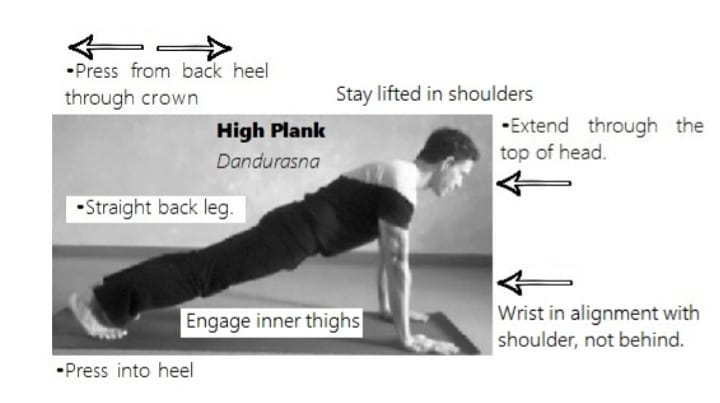 •Press from back heel
through crown
Stay lifted in shoulders
High Plank
Dandurasna
•Extend through the
top of head.
•Straight back leg.
Engage inner thighs
Wrist in alignment with
shoulder, not behind.
•Press into heel